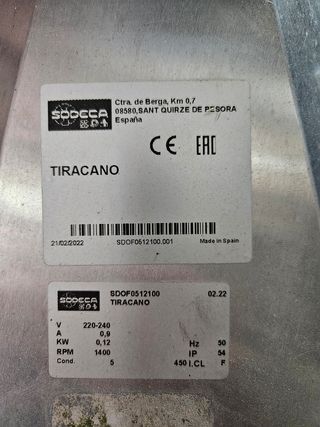 SODECA
Ctra. de Berga, Km 0,7
08580,SANT QUIRZE DE PESORA
España
CE EAC
TIRACANO
21/02/2022 SDOF0512100.001 Made in Spain
SODECA
SDOF0512100 02.22
TIRACANO
V 220-240
A 0,9
KW 0,12 Hz 50
RPM 1400 IP 54
Cond. 5 450 I.CL F